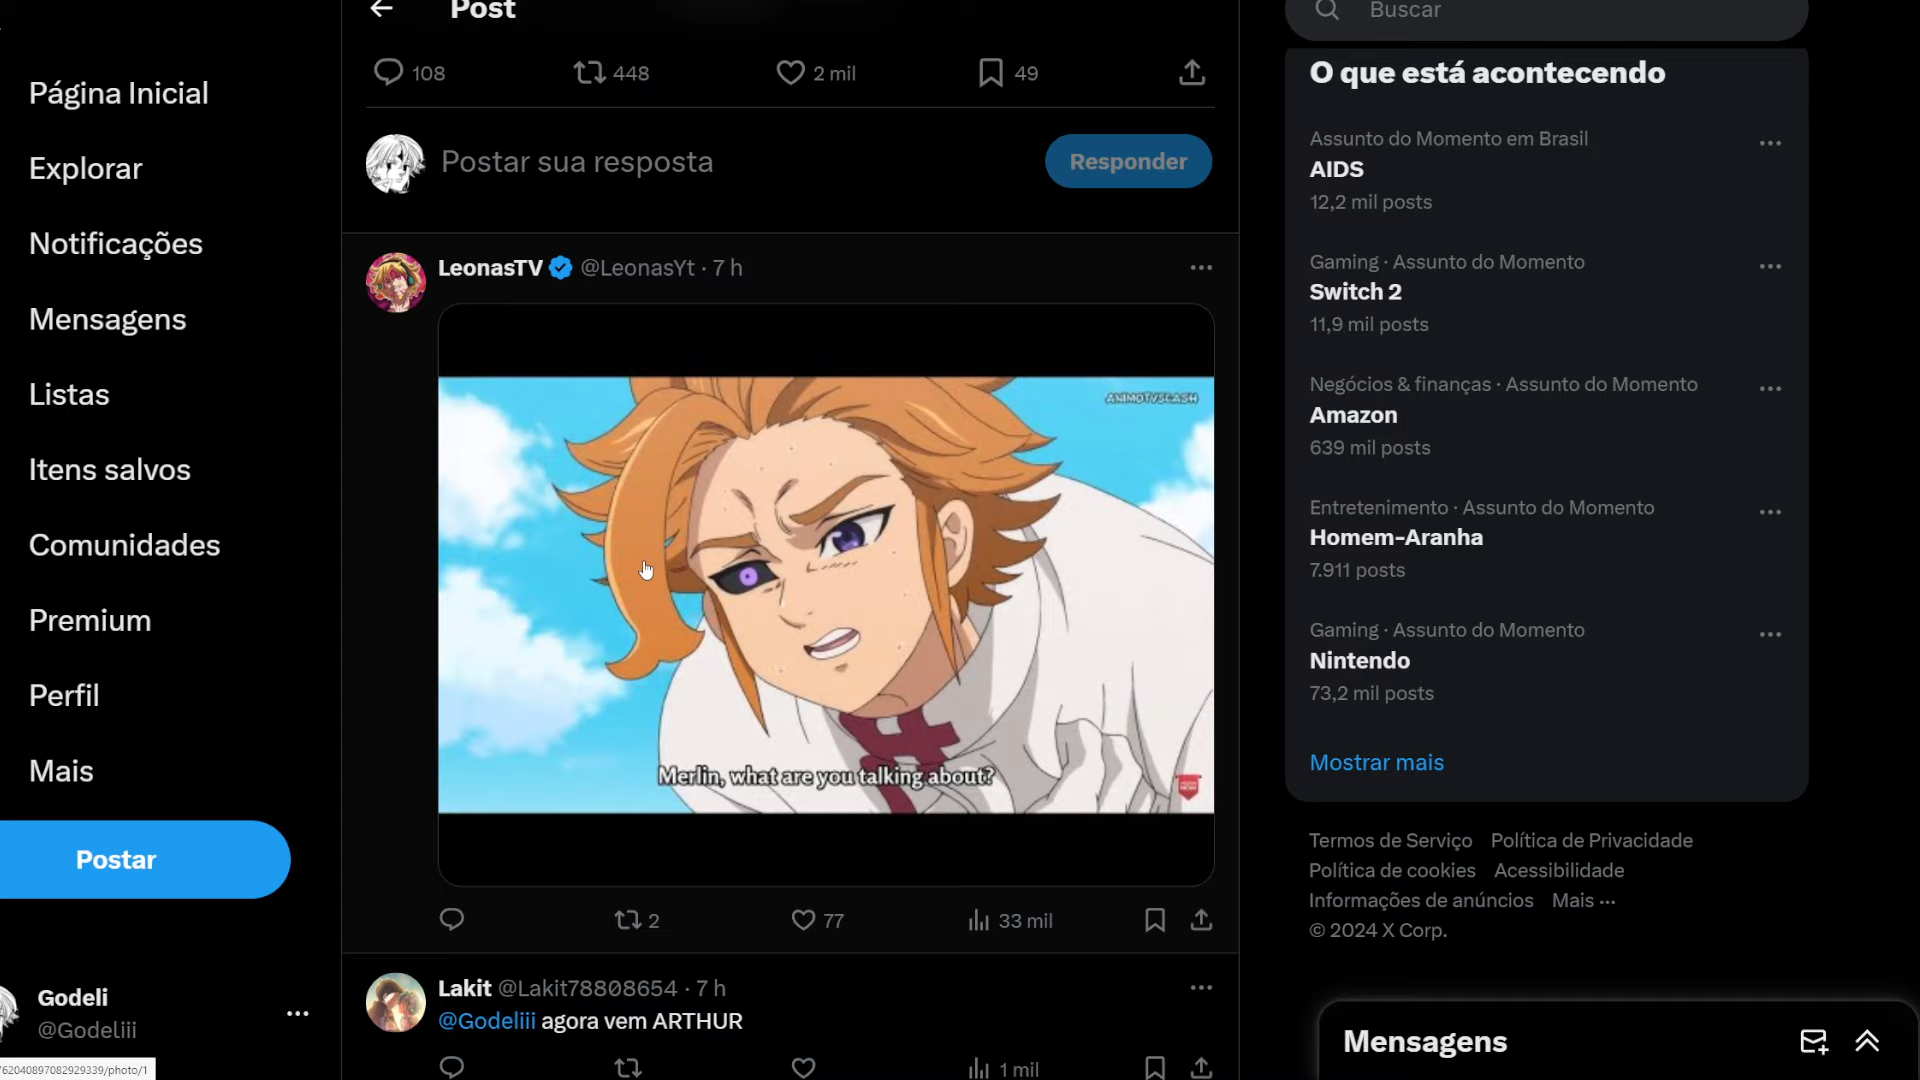 Post
108
448
2 mil
49
Postar sua resposta
Responder
LeonasTV @LeonasYt · 7 h
ANIMOTVSLASH
Merlin, what are you talking about?
2
77
33 mil
Lakit @Lakit78808654 · 7 h
@Godeliii agora vem ARTHUR
1 mil
Página Inicial
Explorar
Notificações
Mensagens
Listas
Itens salvos
Comunidades
Premium
Perfil
Mais
Postar
Godeli
@Godeliii
762040897082929339/photo/1
Buscar
O que está acontecendo
Assunto do Momento em Brasil
AIDS
12,2 mil posts
Gaming · Assunto do Momento
Switch 2
11,9 mil posts
Negócios & finanças · Assunto do Momento
Amazon
639 mil posts
Entretenimento · Assunto do Momento
Homem-Aranha
7.911 posts
Gaming · Assunto do Momento
Nintendo
73,2 mil posts
Mostrar mais
Termos de Serviço Política de Privacidade
Política de cookies Acessibilidade
Informações de anúncios Mais ···
© 2024 X Corp.
Mensagens